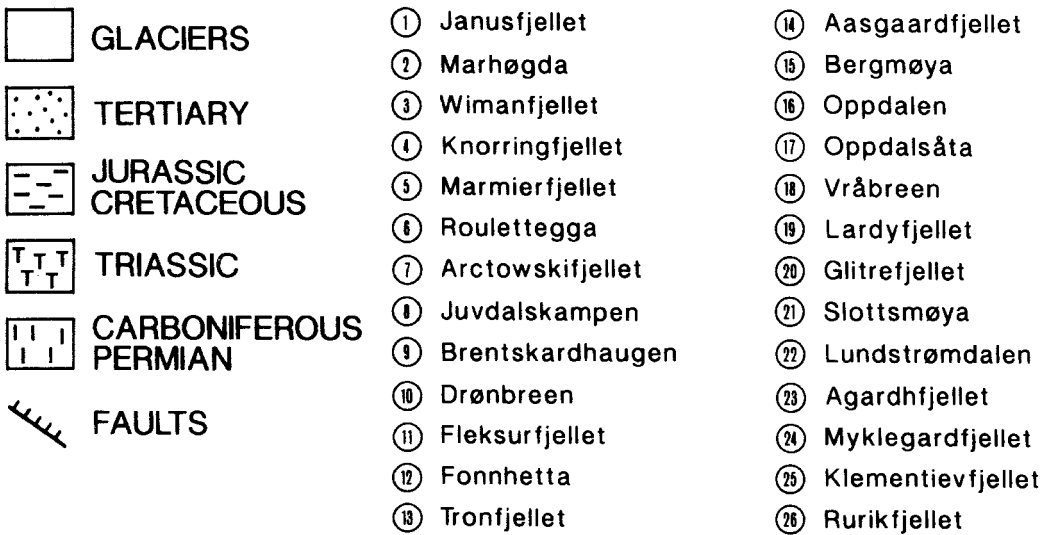 GLACIERS
TERTIARY
JURASSIC
CRETACEOUS
TRIASSIC
CARBONIFEROUS
PERMIAN
FAULTS
1 Janusfjellet
2 Marhøgda
3 Wimanfjellet
4 Knorringfjellet
5 Marmierfjellet
6 Roulettegga
7 Arctowskifjellet
8 Juvdalskampen
9 Brentskardhaugen
10 Drønbreen
11 Fleksurfjellet
12 Fonnhetta
13 Tronfjellet
14 Aasgaardfjellet
15 Bergmøya
16 Oppdalen
17 Oppdalsåta
18 Vråbreen
19 Lardyfjellet
20 Glitrefjellet
21 Slottsmøya
22 Lundstrømdalen
23 Agardhfjellet
24 Myklegardfjellet
25 Klementievfjellet
26 Rurikfjellet